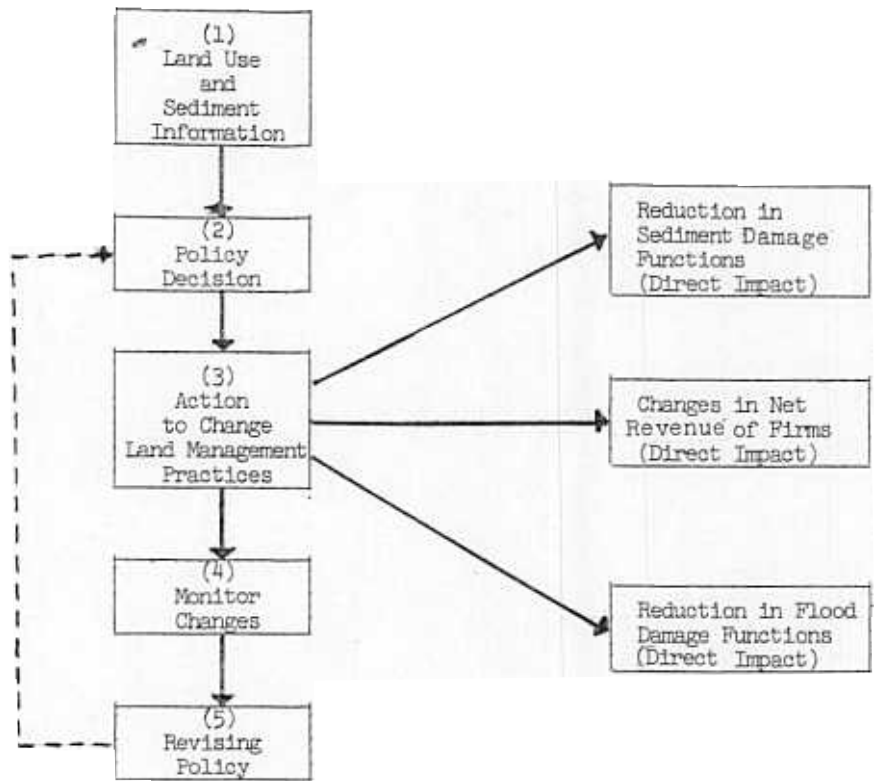 (1)
Land Use
and
Sediment
Information
(2)
Policy
Decision
(3)
Action
to Change
Land Management
Practices
(4)
Monitor
Changes
(5)
Revising
Policy
Reduction in
Sediment Damage
Functions
(Direct Impact)
Changes in Net
Revenue of Firms
(Direct Impact)
Reduction in Flood
Damage Functions
(Direct Impact)